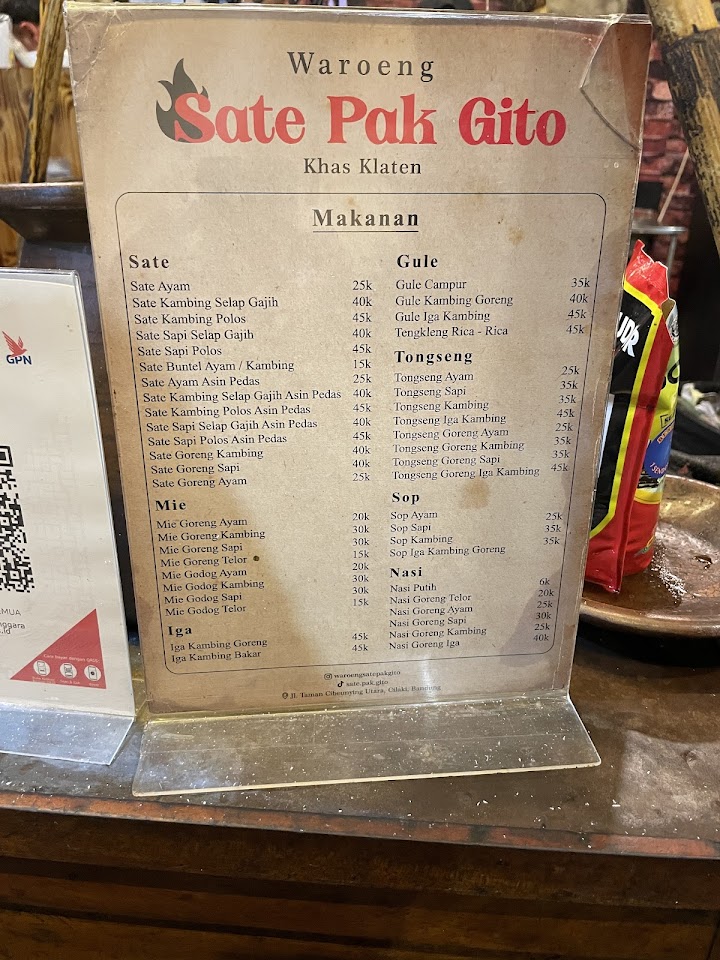 Waroeng
Sate Pak Gito
Khas Klaten
Makanan
Sate
Sate Ayam 25k
Sate Kambing Selap Gajih 40k
Sate Kambing Polos 45k
Sate Sapi Selap Gajih 40k
Sate Sapi Polos 45k
Sate Buntel Ayam / Kambing 15k
Sate Ayam Asin Pedas 25k
Sate Kambing Selap Gajih Asin Pedas 40k
Sate Kambing Polos Asin Pedas 45k
Sate Sapi Selap Gajih Asin Pedas 40k
Sate Sapi Polos Asin Pedas 45k
Sate Goreng Kambing 40k
Sate Goreng Sapi 40k
Sate Goreng Ayam 25k
Mie
Mie Goreng Ayam 20k
Mie Goreng Kambing 30k
Mie Goreng Sapi 30k
Mie Goreng Telor 15k
Mie Godog Ayam 20k
Mie Godog Kambing 30k
Mie Godog Sapi 30k
Mie Godog Telor 15k
Iga
Iga Kambing Goreng 45k
Iga Kambing Bakar 45k
Gule
Gule Campur 35k
Gule Kambing Goreng 40k
Gule Iga Kambing 45k
Tengkleng Rica - Rica 45k
Tongseng
Tongseng Ayam 25k
Tongseng Sapi 35k
Tongseng Kambing 35k
Tongseng Iga Kambing 45k
Tongseng Goreng Ayam 25k
Tongseng Goreng Kambing 35k
Tongseng Goreng Sapi 35k
Tongseng Goreng Iga Kambing 45k
Sop
Sop Ayam 25k
Sop Sapi 35k
Sop Kambing 35k
Sop Iga Kambing Goreng
Nasi
Nasi Putih 6k
Nasi Goreng Telor 20k
Nasi Goreng Ayam 25k
Nasi Goreng Sapi 30k
Nasi Goreng Kambing 25k
Nasi Goreng Iga 40k
waroengsatepakgito
sate.pak.gito
Jl. Taman Cibeunying Utara, Cihaki, Bandung
GPN